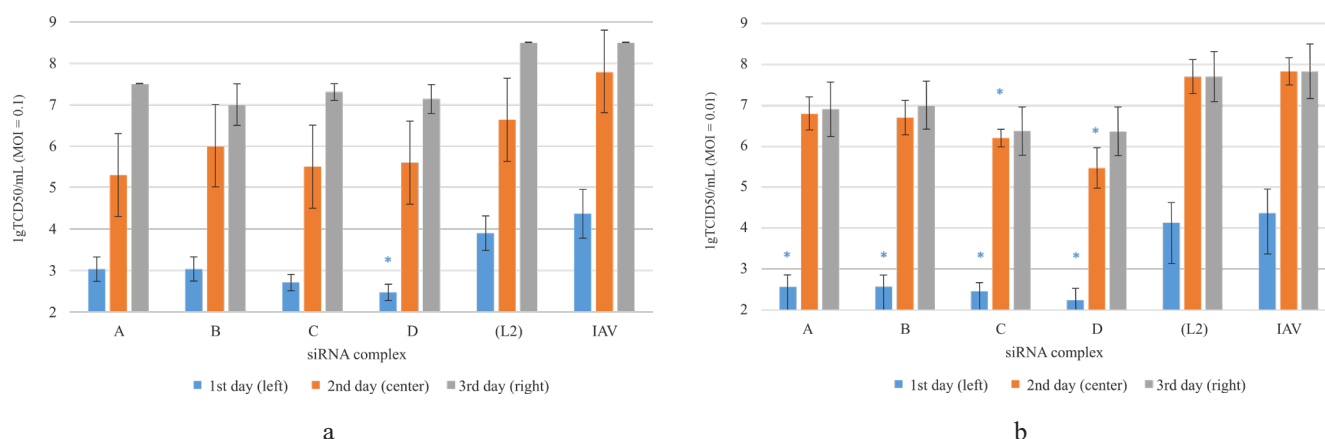 9
8
7
6
5
4
3
2
lgTCD50/mL (MOI = 0.1)
*
A B C D (L2) IAV
siRNA complex
1st day (left) 2nd day (center) 3rd day (right)
a
9
8
7
6
5
4
3
2
lgTCID50/mL (MOI = 0.01)
* * * * * *
A B C D (L2) IAV
siRNA complex
1st day (left) 2nd day (center) 3rd day (right)
b